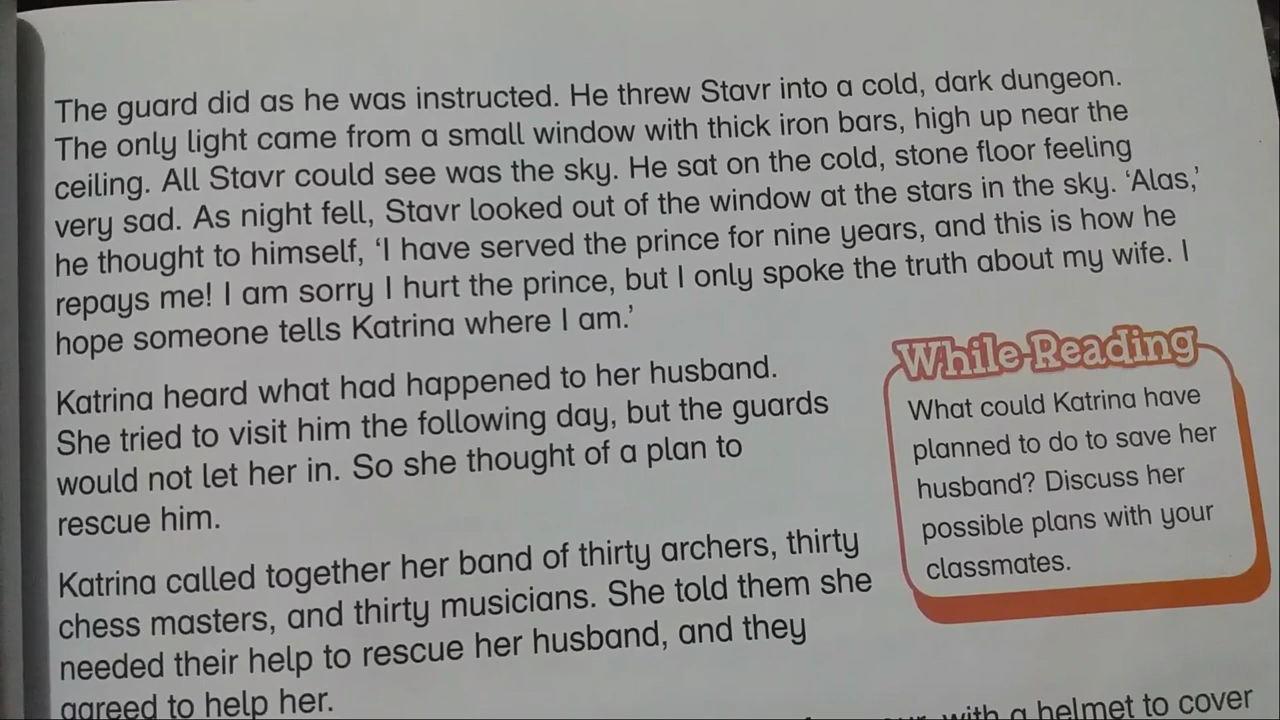 The guard did as he was instructed. He threw Stavr into a cold, dark dungeon.
The only light came from a small window with thick iron bars, high up near the
ceiling. All Stavr could see was the sky. He sat on the cold, stone floor feeling
very sad. As night fell, Stavr looked out of the window at the stars in the sky. ‘Alas,’
he thought to himself, ‘I have served the prince for nine years, and this is how he
repays me! I am sorry I hurt the prince, but I only spoke the truth about my wife. I
hope someone tells Katrina where I am.’
Katrina heard what had happened to her husband.
She tried to visit him the following day, but the guards
would not let her in. So she thought of a plan to
rescue him.
Katrina called together her band of thirty archers, thirty
chess masters, and thirty musicians. She told them she
needed their help to rescue her husband, and they
agreed to help her.
While Reading
What could Katrina have
planned to do to save her
husband? Discuss her
possible plans with your
classmates.
with a helmet to cover